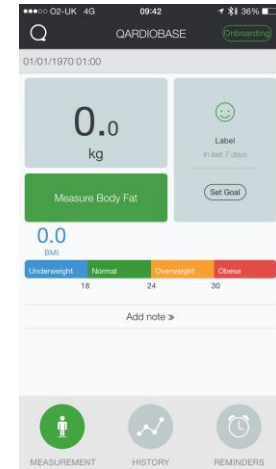 ●●●○○ O2-UK 4G 09:42 36%
QARDIOBASE Onboarding
01/01/1970 01:00
0.0
kg
Label
in last 7 days
Set Goal
Measure Body Fat
0.0
BMI
Underweight Normal Overweight Obese
18 24 30
Add note »
MEASUREMENT HISTORY REMINDERS